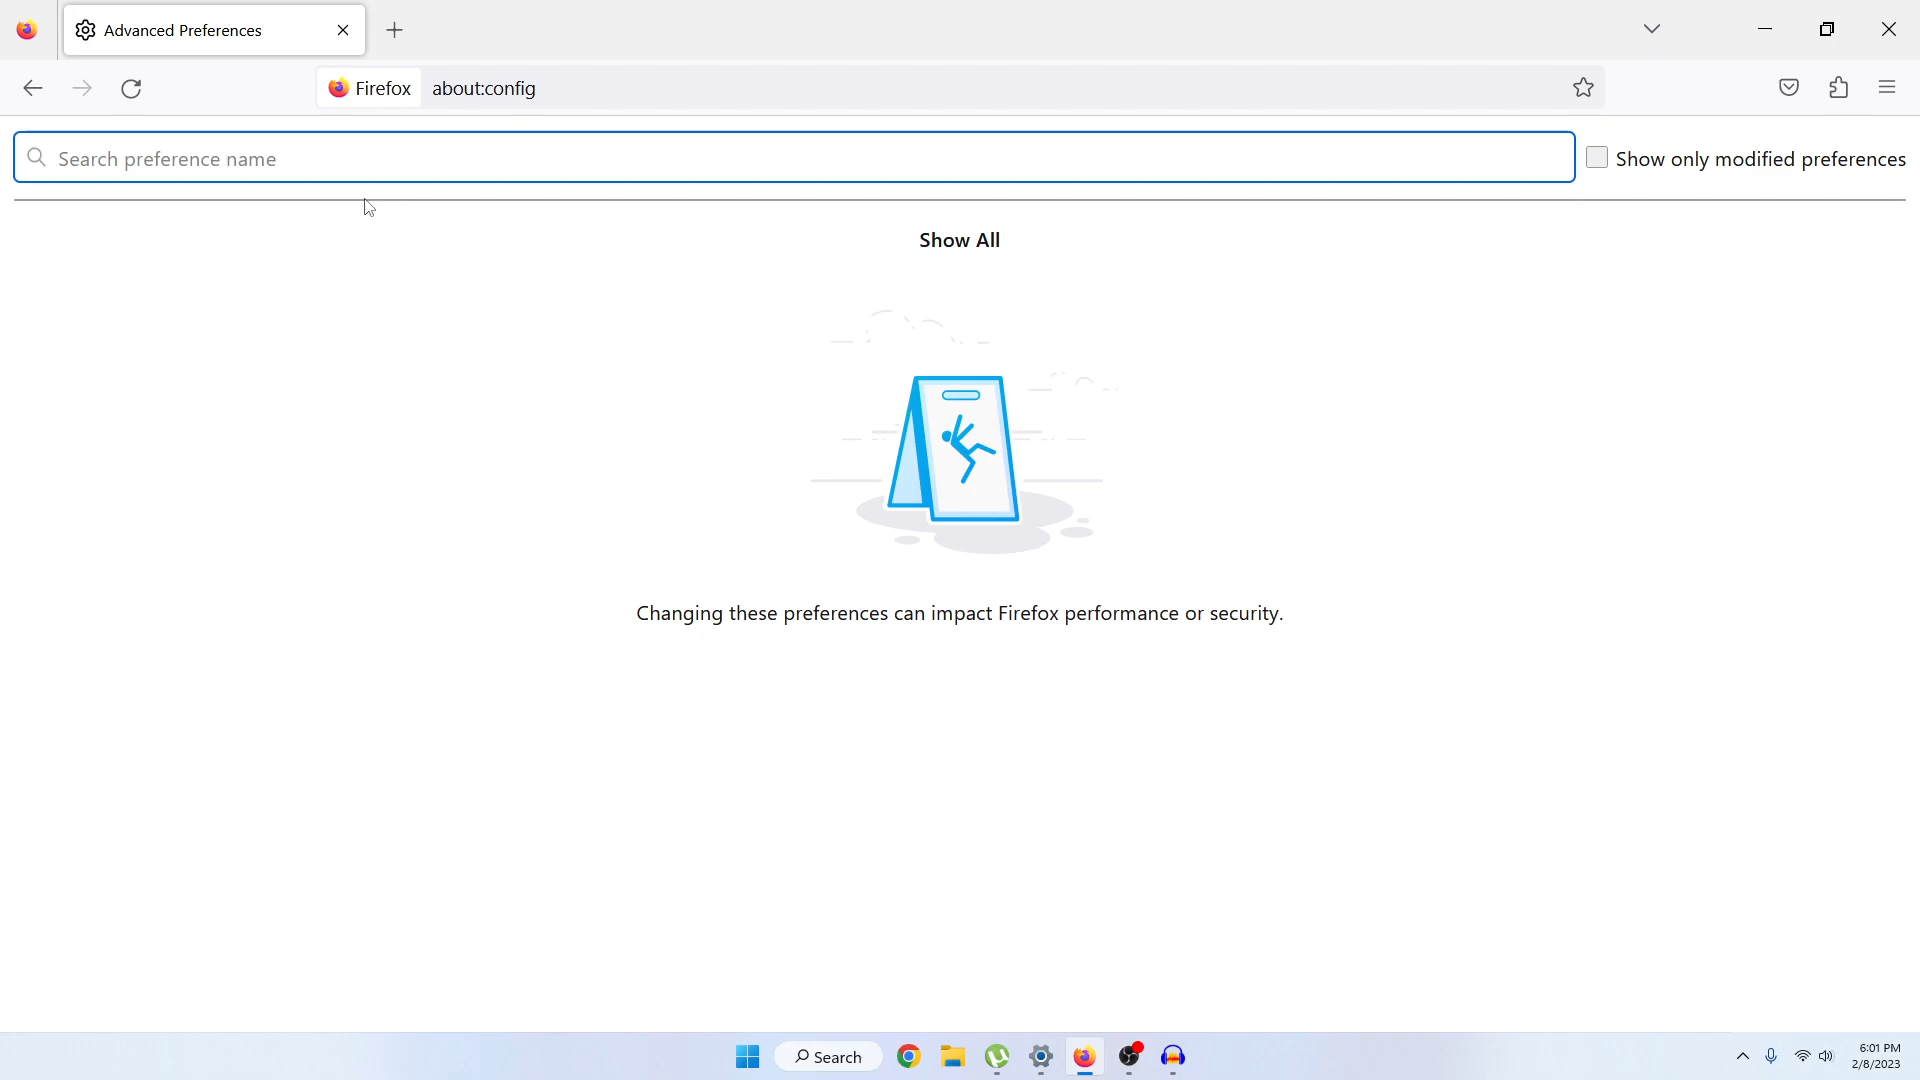 Advanced Preferences
Firefox
about:config
Search preference name
Show only modified preferences
Show All
Changing these preferences can impact Firefox performance or security.
Search
6:01 PM
2/8/2023